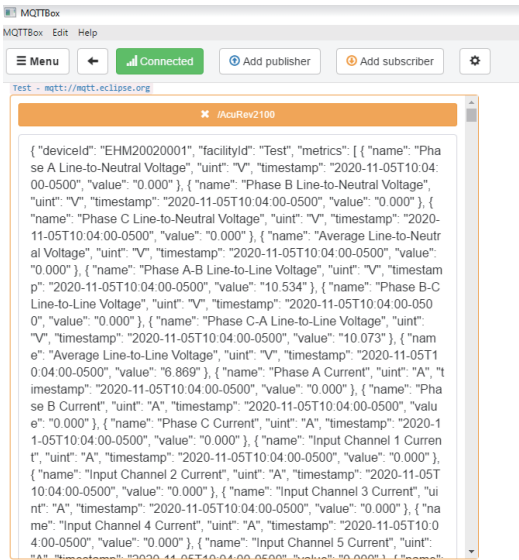 MQTTBox
MQTTBox Edit Help
Menu Connected Add publisher Add subscriber
Test - mqtt://mqtt.eclipse.org
/AcuRev2100
{ "deviceId": "EHM20020001", "facilityId": "Test", "metrics": [ { "name": "Pha
se A Line-to-Neutral Voltage", "uint": "V", "timestamp": "2020-11-05T10:04:
00-0500", "value": "0.000" }, { "name": "Phase B Line-to-Neutral Voltage",
"uint": "V", "timestamp": "2020-11-05T10:04:00-0500", "value": "0.000" }, {
"name": "Phase C Line-to-Neutral Voltage", "uint": "V", "timestamp": "2020-
11-05T10:04:00-0500", "value": "0.000" }, { "name": "Average Line-to-Neutr
al Voltage", "uint": "V", "timestamp": "2020-11-05T10:04:00-0500", "value":
"0.000" }, { "name": "Phase A-B Line-to-Line Voltage", "uint": "V", "timestam
p": "2020-11-05T10:04:00-0500", "value": "10.534" }, { "name": "Phase B-C
Line-to-Line Voltage", "uint": "V", "timestamp": "2020-11-05T10:04:00-050
0", "value": "0.000" }, { "name": "Phase C-A Line-to-Line Voltage", "uint":
"V", "timestamp": "2020-11-05T10:04:00-0500", "value": "10.073" }, { "nam
e": "Average Line-to-Line Voltage", "uint": "V", "timestamp": "2020-11-05T1
0:04:00-0500", "value": "6.869" }, { "name": "Phase A Current", "uint": "A", "t
imestamp": "2020-11-05T10:04:00-0500", "value": "0.000" }, { "name": "Pha
se B Current", "uint": "A", "timestamp": "2020-11-05T10:04:00-0500", "valu
e": "0.000" }, { "name": "Phase C Current", "uint": "A", "timestamp": "2020-1
1-05T10:04:00-0500", "value": "0.000" }, { "name": "Input Channel 1 Curren
t", "uint": "A", "timestamp": "2020-11-05T10:04:00-0500", "value": "0.000" },
{ "name": "Input Channel 2 Current", "uint": "A", "timestamp": "2020-11-05T
10:04:00-0500", "value": "0.000" }, { "name": "Input Channel 3 Current", "ui
nt": "A", "timestamp": "2020-11-05T10:04:00-0500", "value": "0.000" }, { "na
me": "Input Channel 4 Current", "uint": "A", "timestamp": "2020-11-05T10:0
4:00-0500", "value": "0.000" }, { "name": "Input Channel 5 Current", "uint":
"A", "timestamp": "2020-11-05T10:04:00-0500", "value": "0.000" }, { "name":